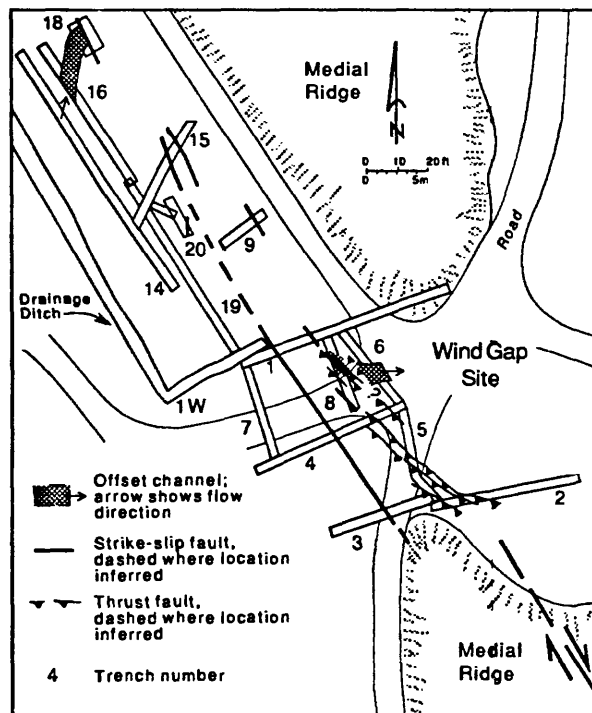 18
16
15
20
9
14
19
Medial
Ridge
N
0 10 20 ft
0 5m
Road
Drainage
Ditch
1W
1
6
8
7
4
5
3
2
Wind Gap
Site
Offset channel;
arrow shows flow
direction
Strike-slip fault,
dashed where location
inferred
Thrust fault,
dashed where location
inferred
4 Trench number
Medial
Ridge